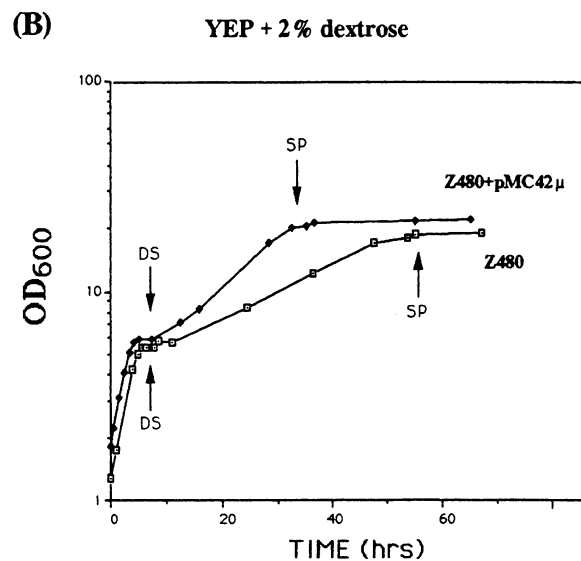 (B)
YEP + 2% dextrose
100
10
1
OD600
SP
Z480+pMC42μ
DS
Z480
SP
DS
0
20
40
60
TIME (hrs)